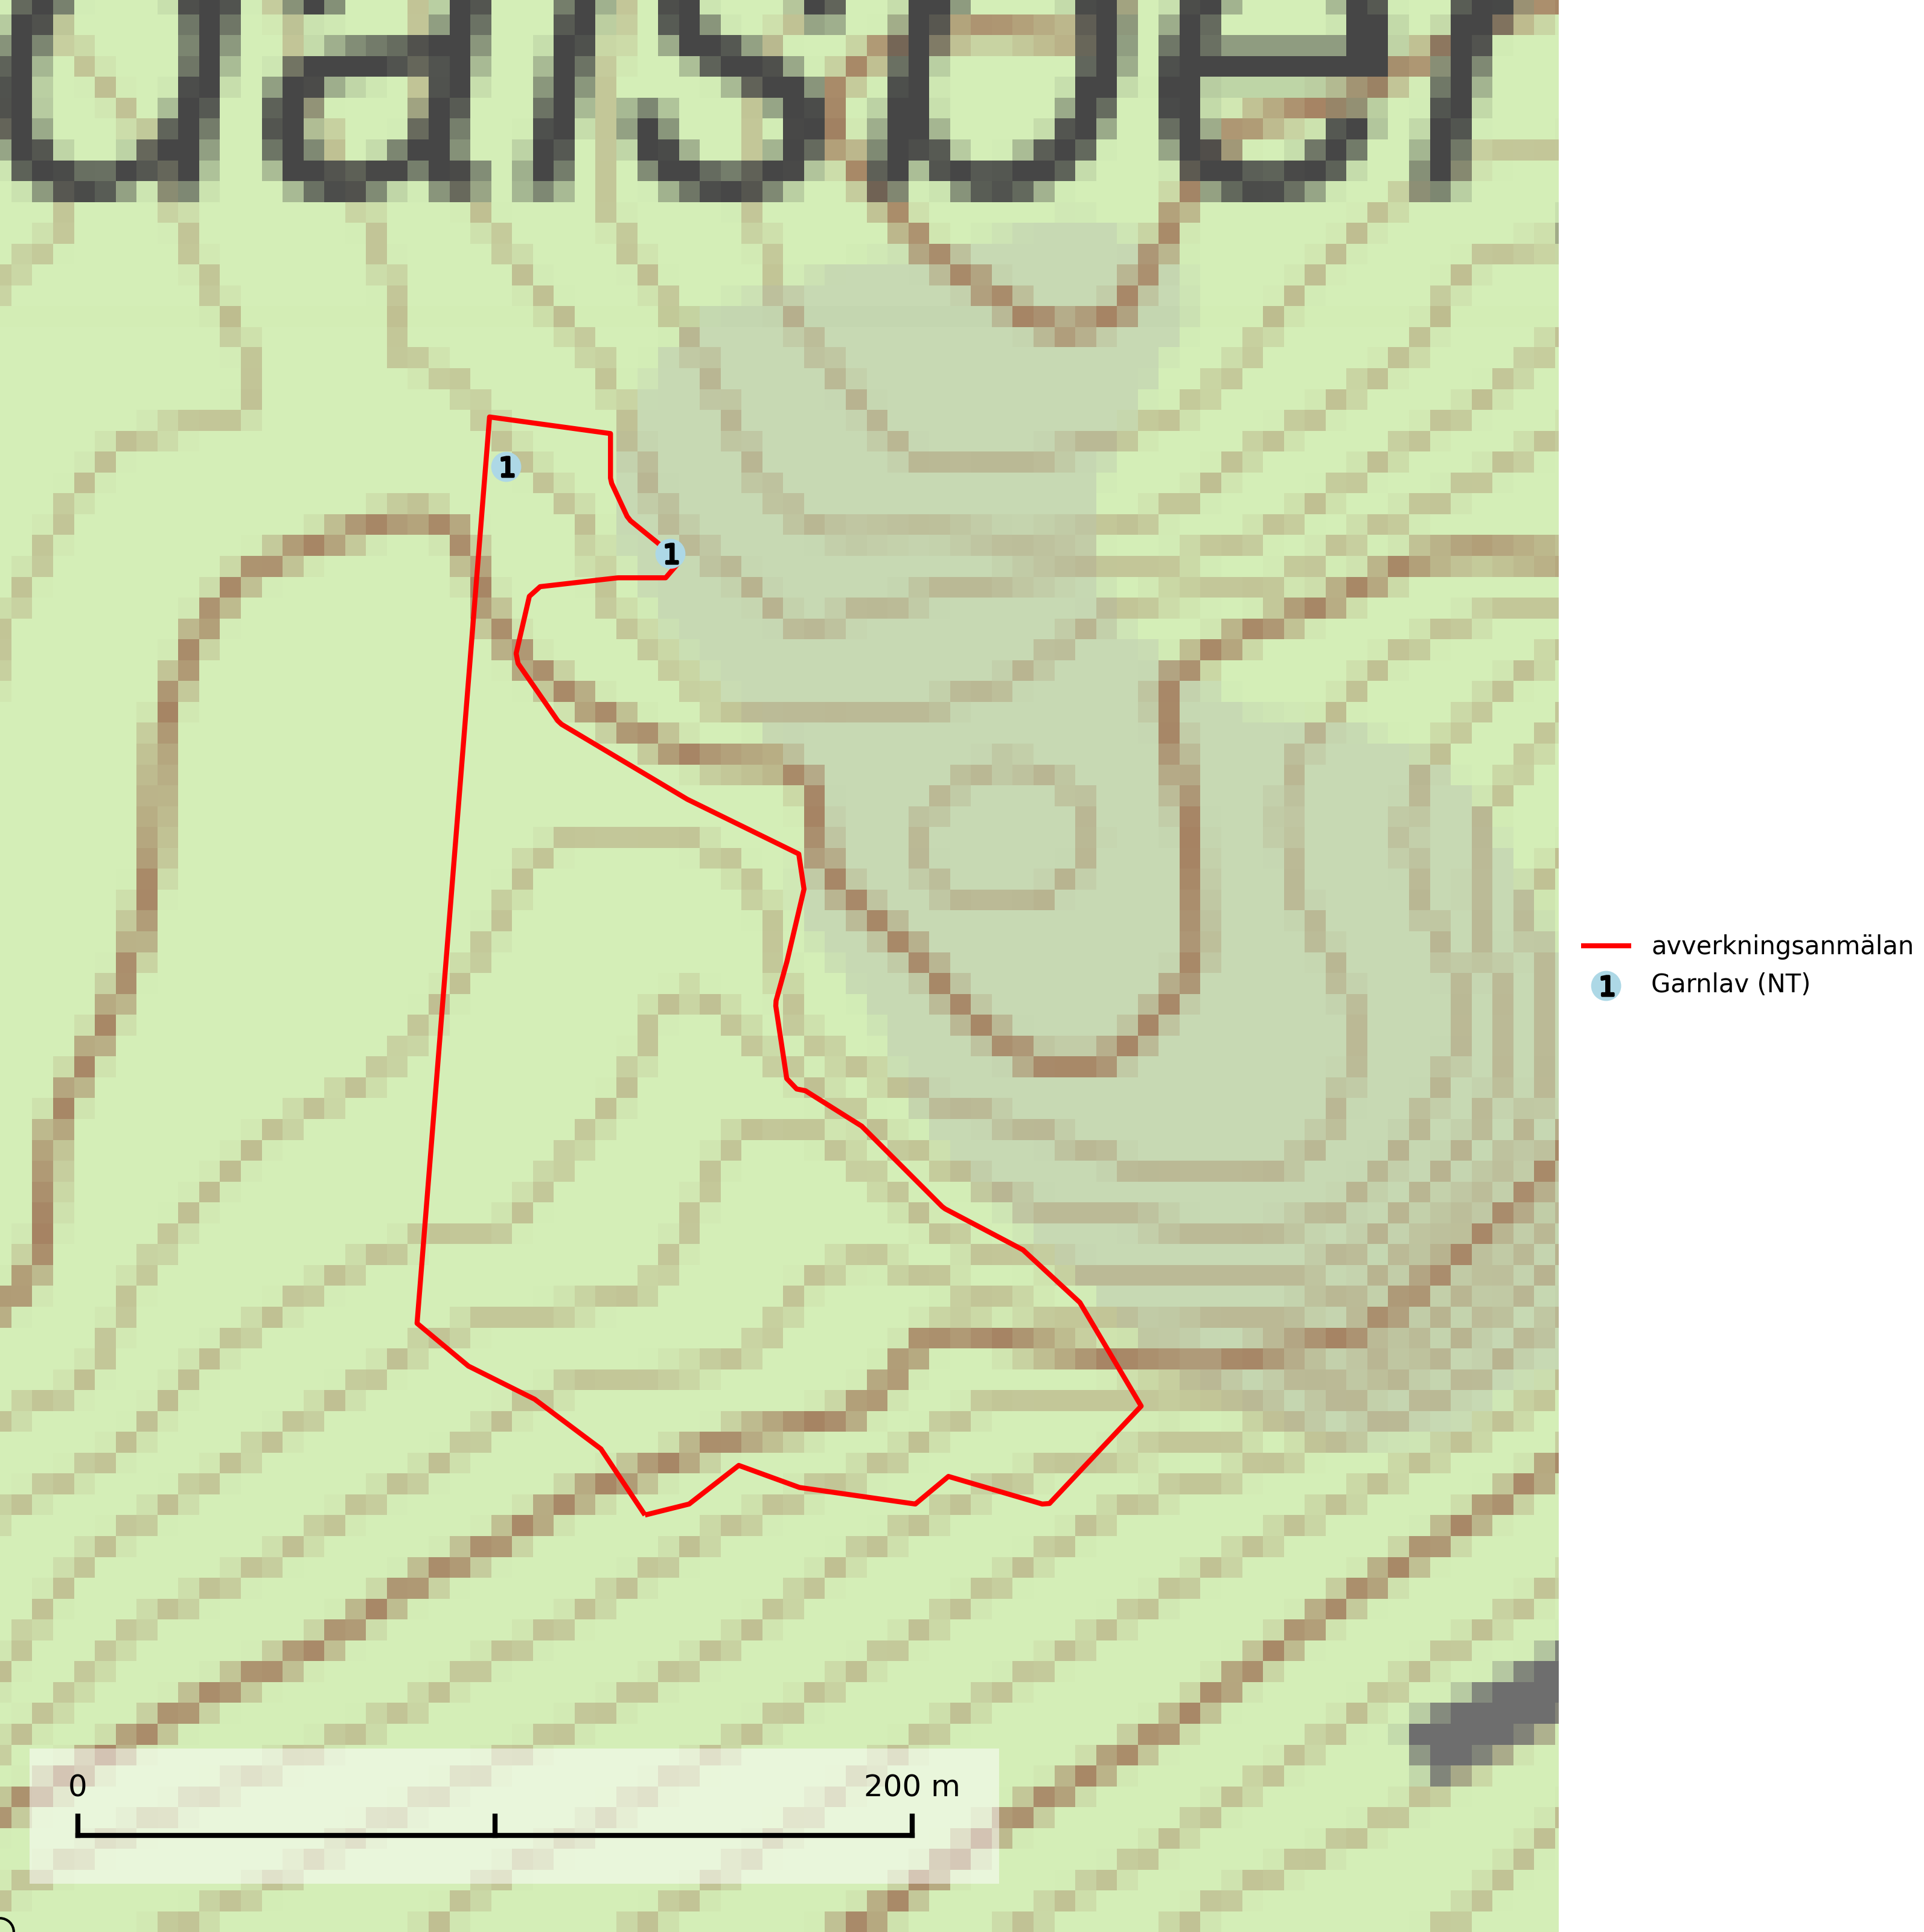 1
1
avverkningsanmälan
1 Garnlav (NT)
0 200 m